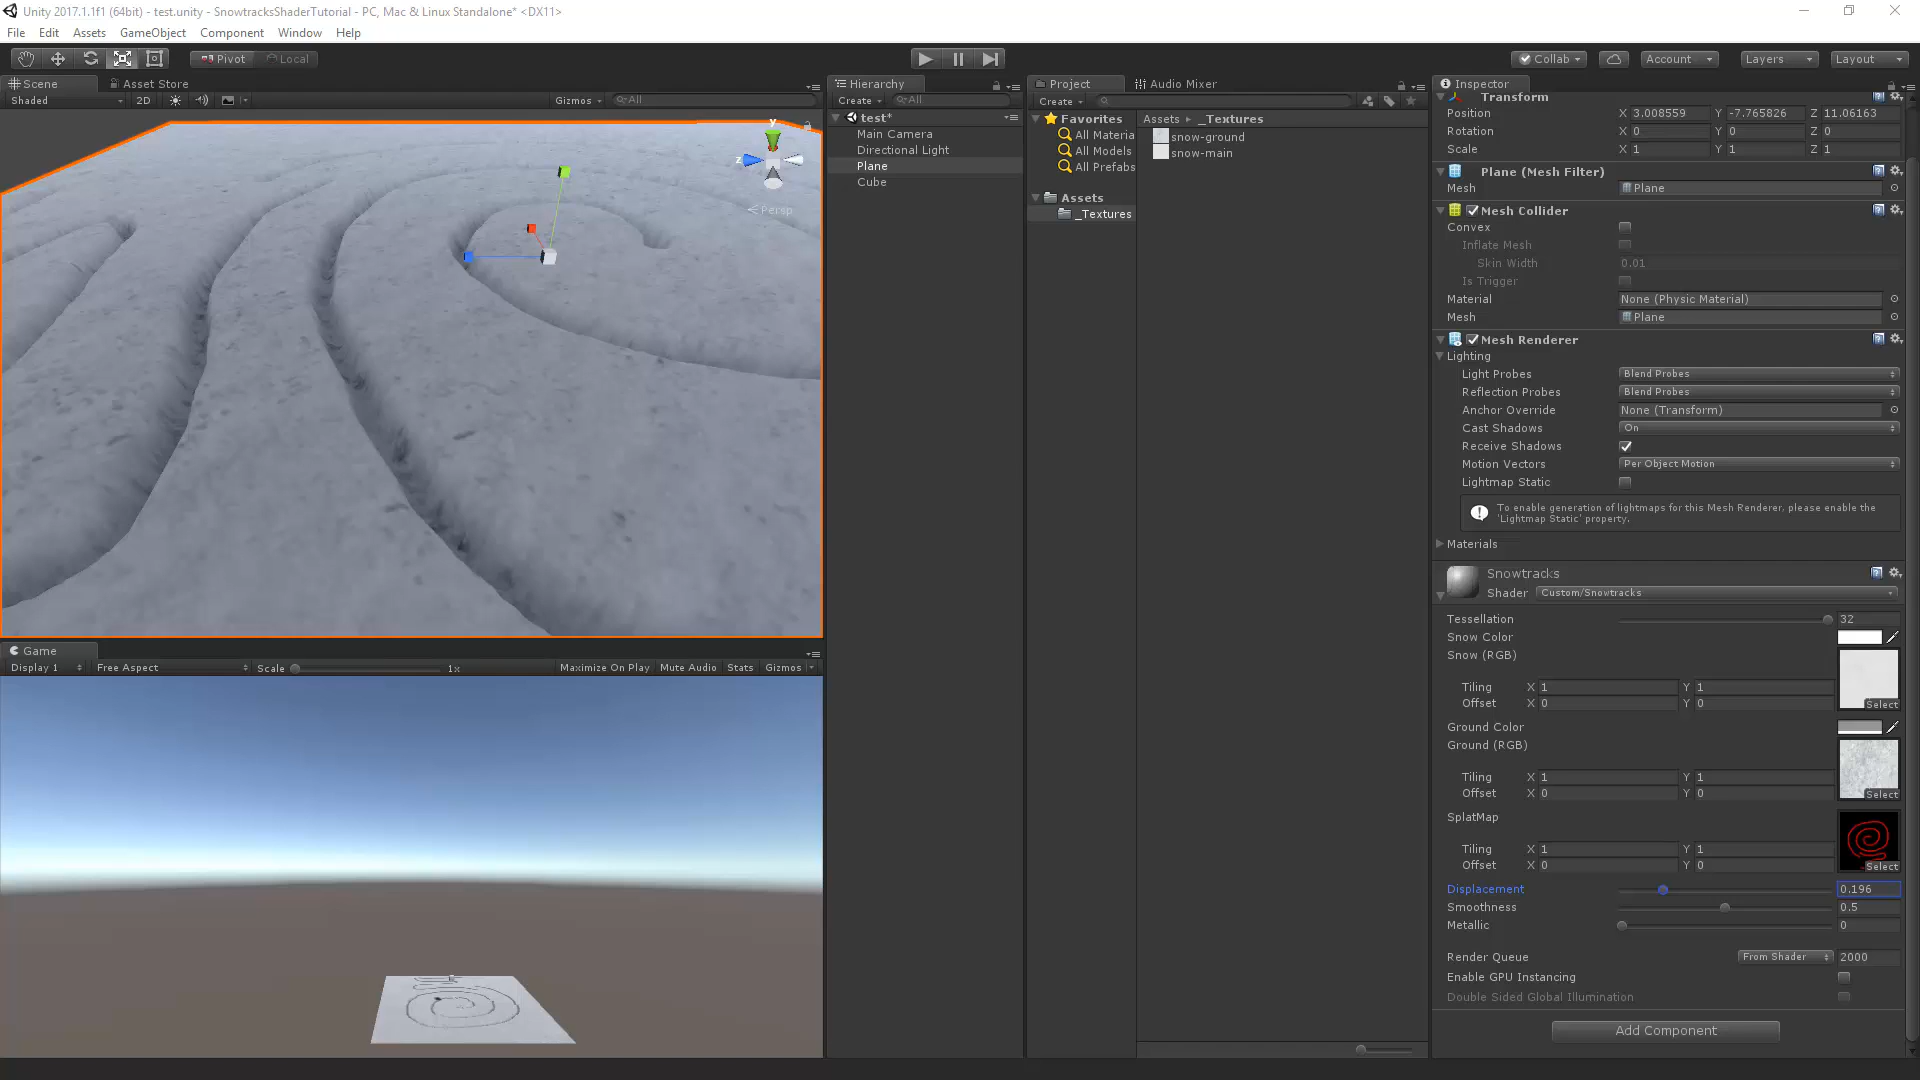 Unity 2017.1.1f1 (64bit) - test.unity - SnowtracksShaderTutorial - PC, Mac & Linux Standalone* <DX11>
File Edit Assets GameObject Component Window Help
Pivot Local Collab Account Layers Layout
Scene Asset Store
Shaded 2D Gizmos All
Y
z
Persp
Game
Display 1 Free Aspect Scale 1x Maximize On Play Mute Audio Stats Gizmos
Hierarchy
Create All
test*
Main Camera
Directional Light
Plane
Cube
Project Audio Mixer
Create
Favorites
All Materia
All Models
All Prefabs
Assets
_Textures
Assets _Textures
snow-ground
snow-main
Inspector
Transform
Position X 3.008559 Y -7.765826 Z 11.06163
Rotation X 0 Y 0 Z 0
Scale X 1 Y 1 Z 1
Plane (Mesh Filter)
Mesh Plane
Mesh Collider
Convex
Inflate Mesh
Skin Width 0.01
Is Trigger
Material None (Physic Material)
Mesh Plane
Mesh Renderer
Lighting
Light Probes Blend Probes
Reflection Probes Blend Probes
Anchor Override None (Transform)
Cast Shadows On
Receive Shadows
Motion Vectors Per Object Motion
Lightmap Static
To enable generation of lightmaps for this Mesh Renderer, please enable the
'Lightmap Static' property.
Materials
Snowtracks
Shader Custom/Snowtracks
Tessellation 32
Snow Color
Snow (RGB)
Tiling X 1 Y 1
Offset X 0 Y 0 Select
Ground Color
Ground (RGB)
Tiling X 1 Y 1
Offset X 0 Y 0 Select
SplatMap
Tiling X 1 Y 1
Offset X 0 Y 0 Select
Displacement 0.196
Smoothness 0.5
Metallic 0
Render Queue From Shader 2000
Enable GPU Instancing
Double Sided Global Illumination
Add Component